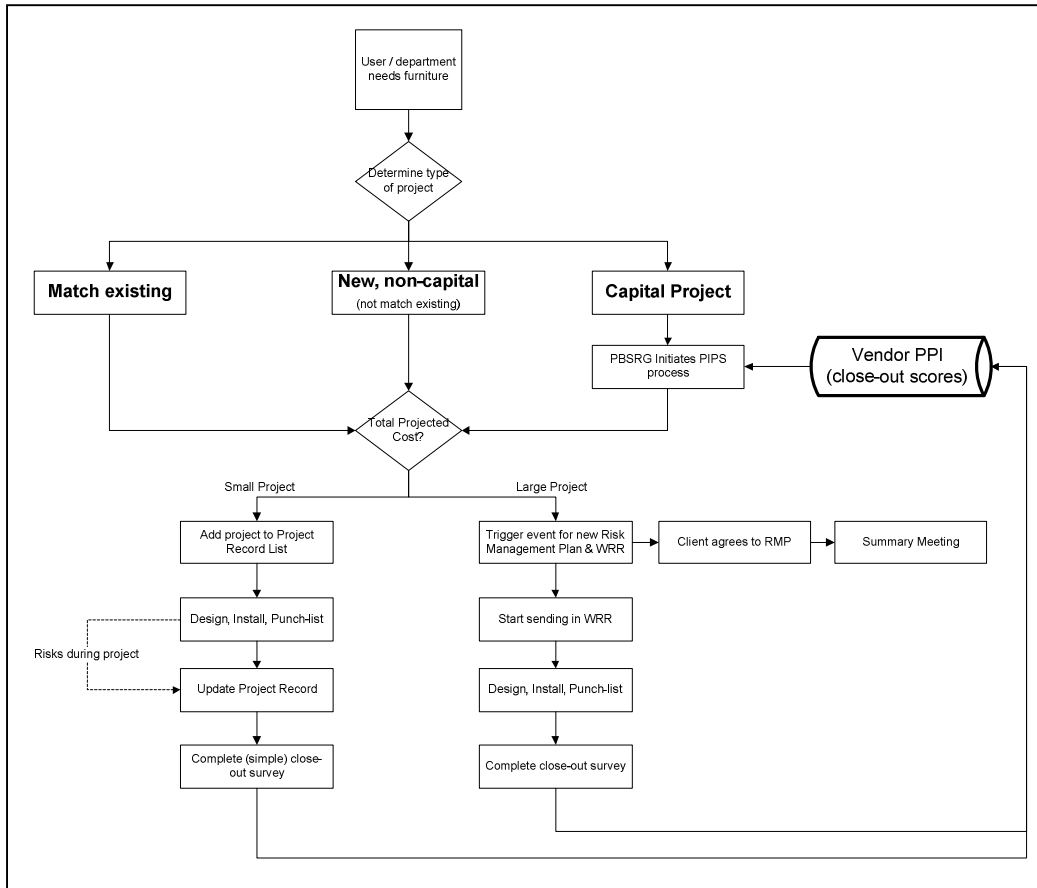 User / department
needs furniture
Determine type
of project
Match existing
New, non-capital
(not match existing)
Capital Project
PBSRG Initiates PIPS
process
Vendor PPI
(close-out scores)
Total Projected
Cost?
Small Project
Large Project
Add project to Project
Record List
Trigger event for new Risk
Management Plan & WRR
Client agrees to RMP
Summary Meeting
Design, Install, Punch-list
Start sending in WRR
Risks during project
Update Project Record
Design, Install, Punch-list
Complete (simple) close-
out survey
Complete close-out survey